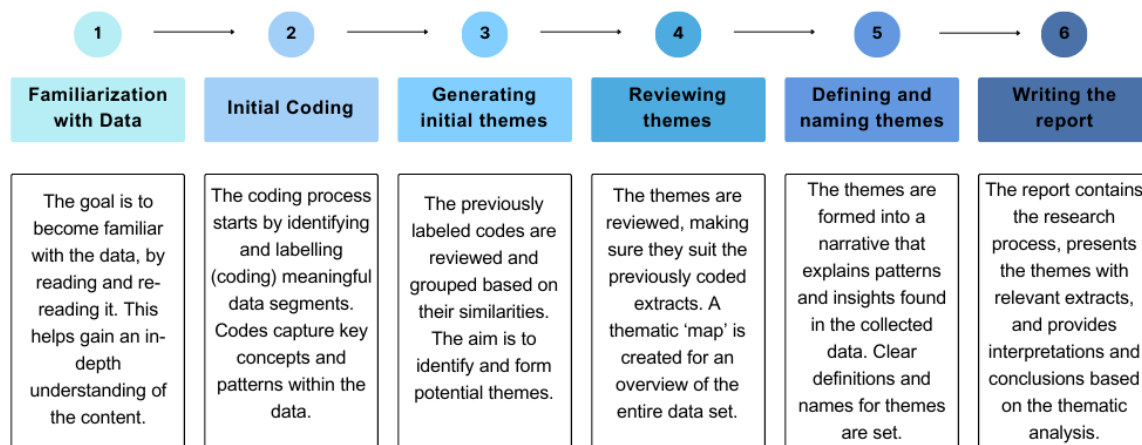 1
2
3
4
5
6
Familiarization
with Data
Initial Coding
Generating
initial themes
Reviewing
themes
Defining and
naming themes
Writing the
report
The goal is to
become familiar
with the data, by
reading and re-
reading it. This
helps gain an in-
depth
understanding of
the content.
The coding process
starts by identifying
and labelling
(coding) meaningful
data segments.
Codes capture key
concepts and
patterns within the
data.
The previously
labeled codes are
reviewed and
grouped based on
their similarities.
The aim is to
identify and form
potential themes.
The themes are
reviewed, making
sure they suit the
previously coded
extracts. A
thematic ‘map’ is
created for an
overview of the
entire data set.
The themes are
formed into a
narrative that
explains patterns
and insights found
in the collected
data. Clear
definitions and
names for themes
are set.
The report contains
the research
process, presents
the themes with
relevant extracts,
and provides
interpretations and
conclusions based
on the thematic
analysis.